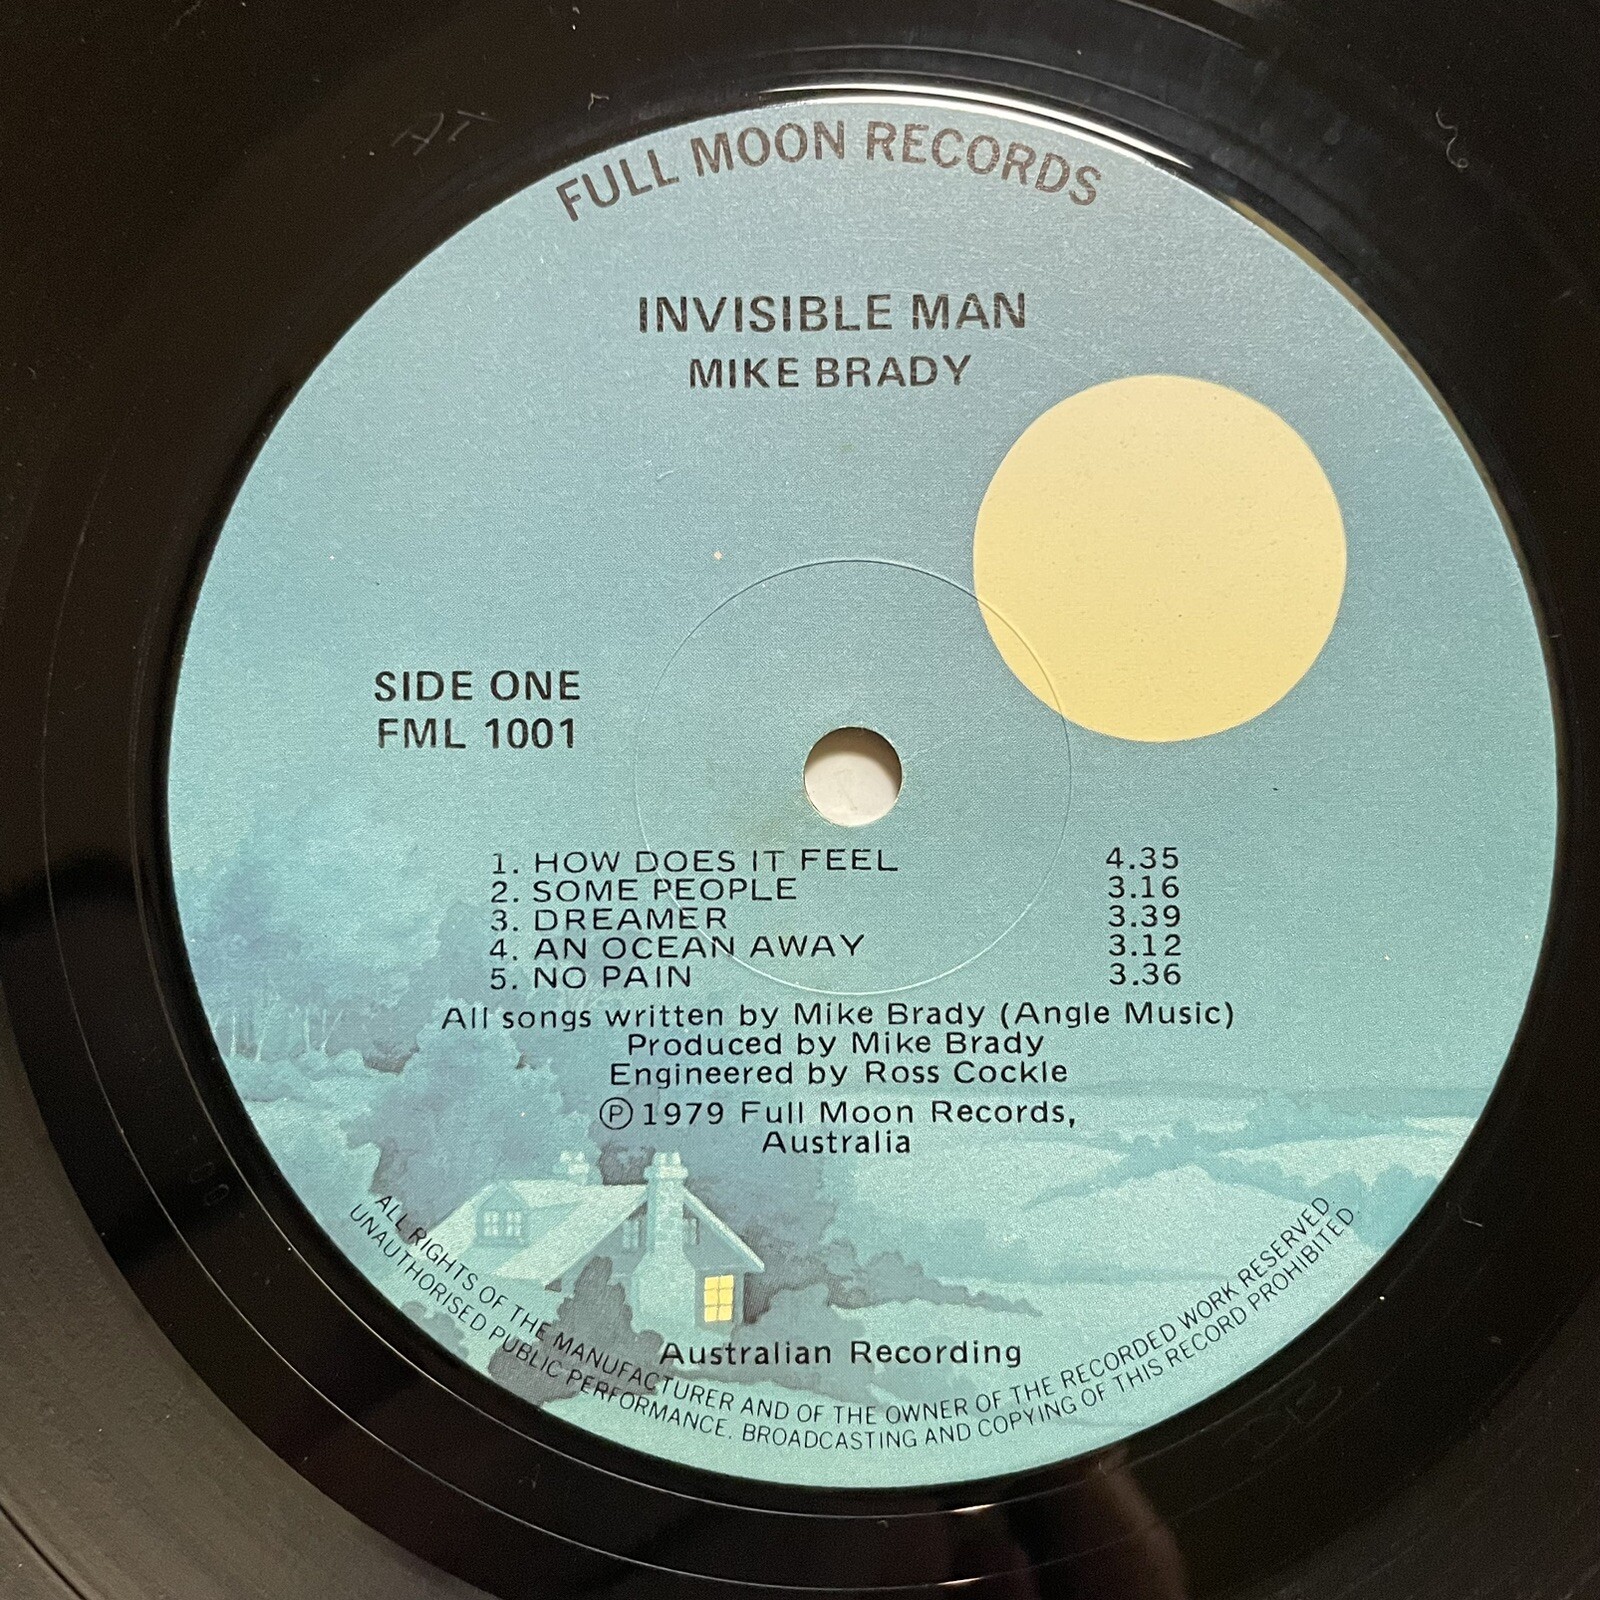 FULL MOON RECORDS
INVISIBLE MAN
MIKE BRADY
SIDE ONE
FML 1001
1. HOW DOES IT FEEL 4.35
2. SOME PEOPLE 3.16
3. DREAMER 3.39
4. AN OCEAN AWAY 3.12
5. NO PAIN 3.36
All songs written by Mike Brady (Angle Music)
Produced by Mike Brady
Engineered by Ross Cockle
Ⓟ 1979 Full Moon Records,
Australia
Australian Recording
ALL RIGHTS OF THE MANUFACTURER AND OF THE OWNER OF THE RECORDED WORK RESERVED.
UNAUTHORISED PUBLIC PERFORMANCE. BROADCASTING AND COPYING OF THIS RECORD PROHIBITED.